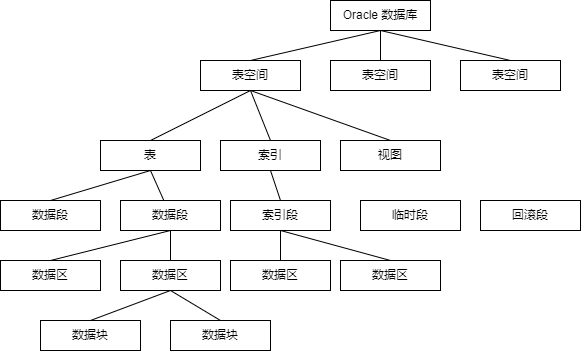 Oracle 数据库
表空间
表空间
表空间
表
索引
视图
数据段
数据段
索引段
临时段
回滚段
数据区
数据区
数据区
数据区
数据块
数据块